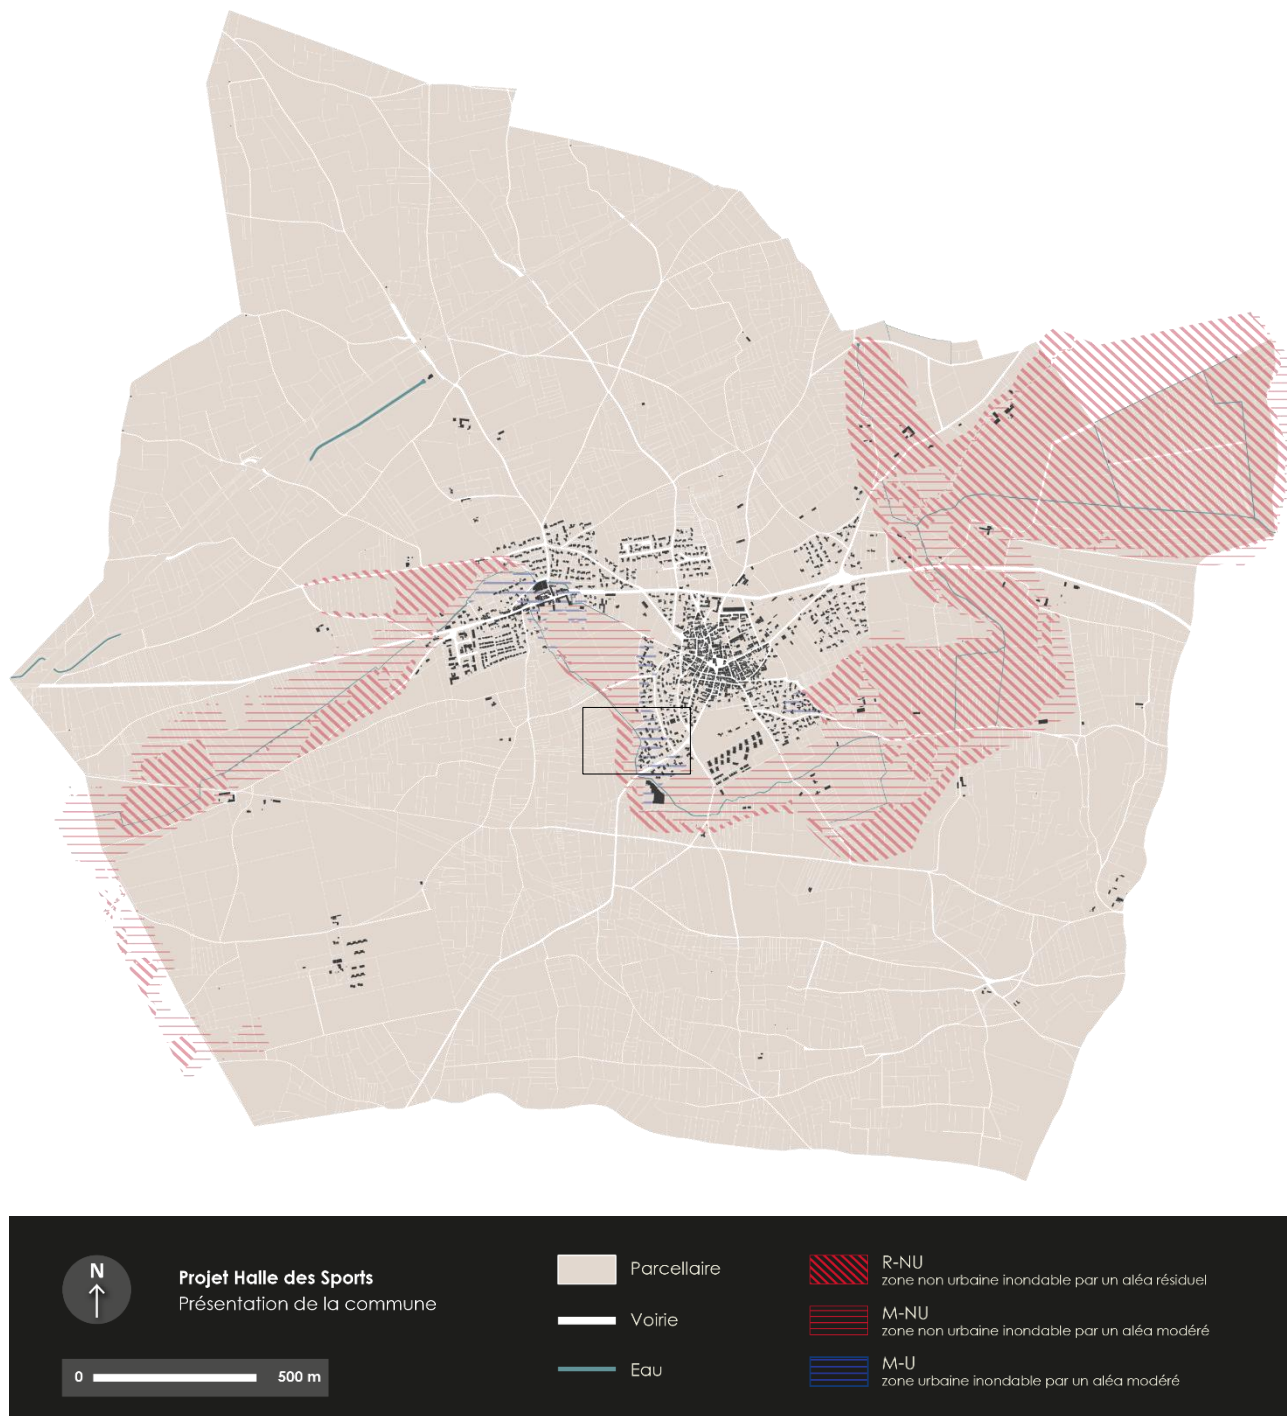 N
Projet Halle des Sports
Présentation de la commune
0 500 m
Parcellaire
Voirie
Eau
R-NU
zone non urbaine inondable par un aléa résiduel
M-NU
zone non urbaine inondable par un aléa modéré
M-U
zone urbaine inondable par un aléa modéré